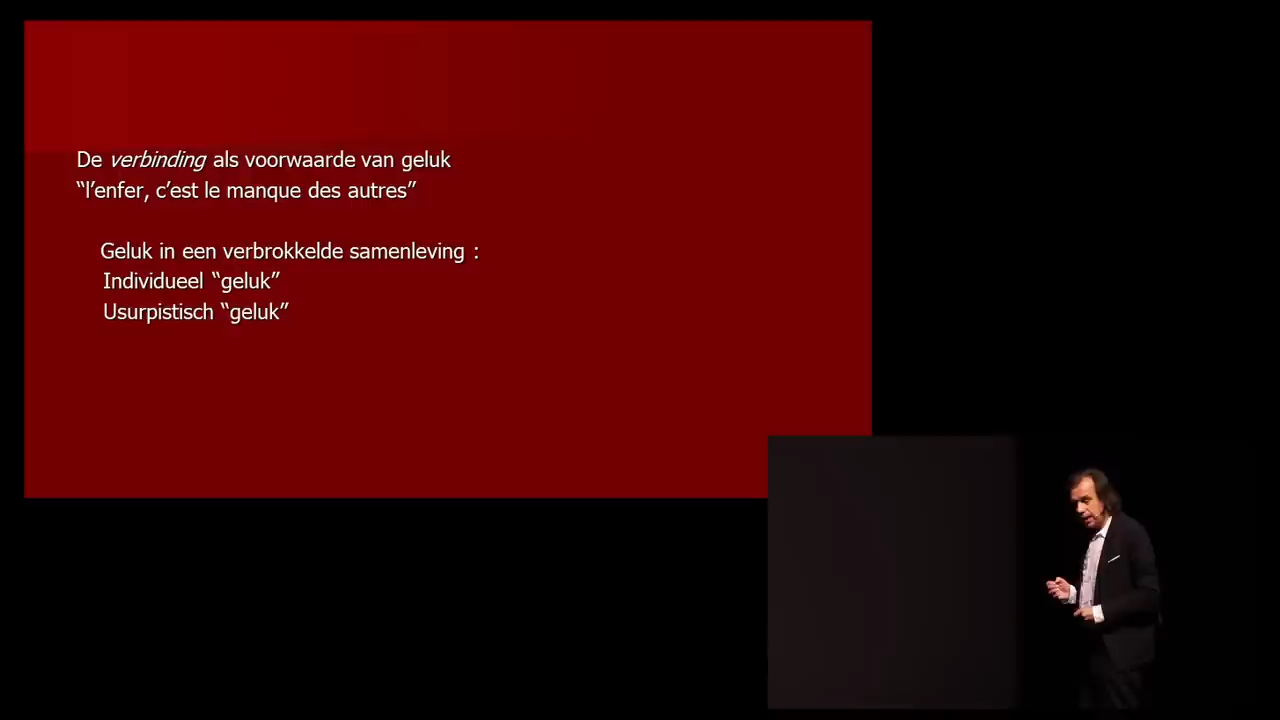 De verbinding als voorwaarde van geluk
“l’enfer, c’est le manque des autres”
Geluk in een verbrokkelde samenleving :
Individueel “geluk”
Usurpistisch “geluk”